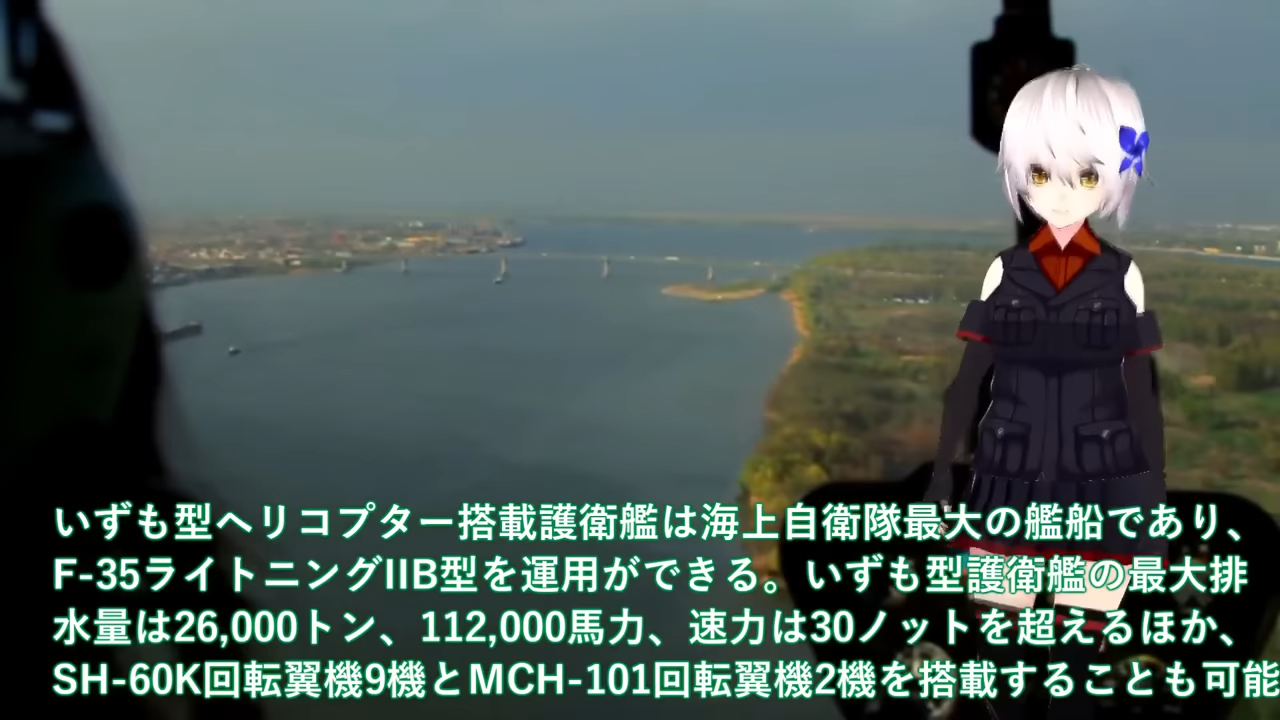 いずも型ヘリコプター搭載護衛艦は海上自衛隊最大の艦船であり、
F-35ライトニングIIB型を運用ができる。いずも型護衛艦の最大排
水量は26,000トン、112,000馬力、速力は30ノットを超えるほか、
SH-60K回転翼機9機とMCH-101回転翼機2機を搭載することも可能